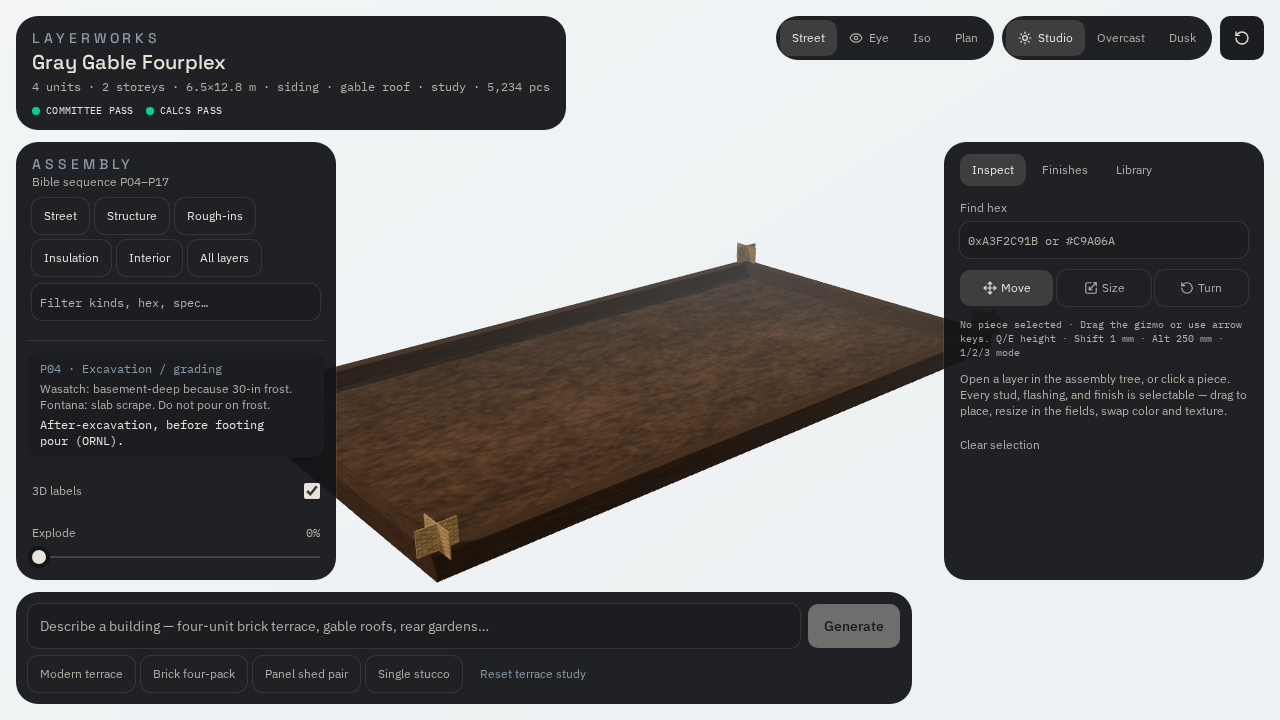 LAYERWORKS
Gray Gable Fourplex
4 units · 2 storeys · 6.5×12.8 m · siding · gable roof · study · 5,234 pcs
COMMITTEE PASS CALCS PASS
Street Eye Iso Plan
Studio Overcast Dusk
ASSEMBLY
Bible sequence P04–P17
Street Structure Rough-ins
Insulation Interior All layers
Filter kinds, hex, spec…
P04 · Excavation / grading
Wasatch: basement-deep because 30-in frost.
Fontana: slab scrape. Do not pour on frost.
After-excavation, before footing
pour (ORNL).
3D labels
Explode 0%
Inspect Finishes Library
Find hex
0xA3F2C91B or #C9A06A
Move Size Turn
No piece selected · Drag the gizmo or use arrow
keys. Q/E height · Shift 1 mm · Alt 250 mm ·
1/2/3 mode
Open a layer in the assembly tree, or click a piece.
Every stud, flashing, and finish is selectable — drag to
place, resize in the fields, swap color and texture.
Clear selection
Describe a building — four-unit brick terrace, gable roofs, rear gardens…
Generate
Modern terrace Brick four-pack Panel shed pair Single stucco Reset terrace study